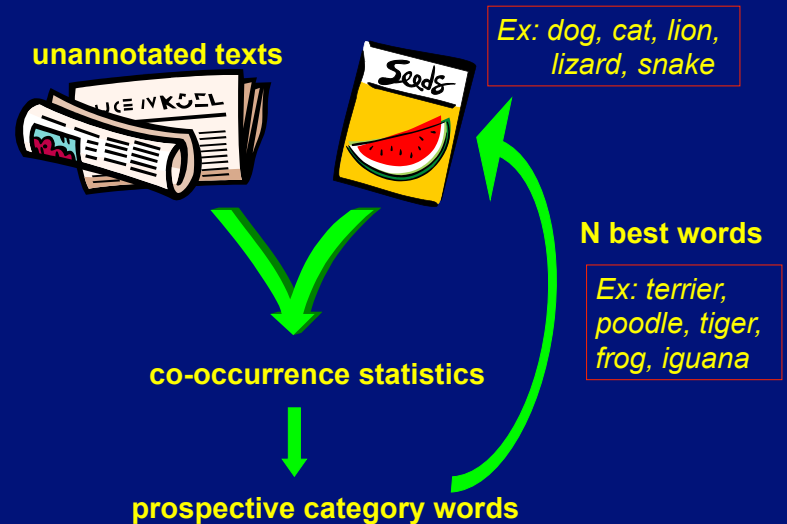 unannotated texts
Seeds
Ex: dog, cat, lion,
lizard, snake
N best words
Ex: terrier,
poodle, tiger,
frog, iguana
co-occurrence statistics
prospective category words